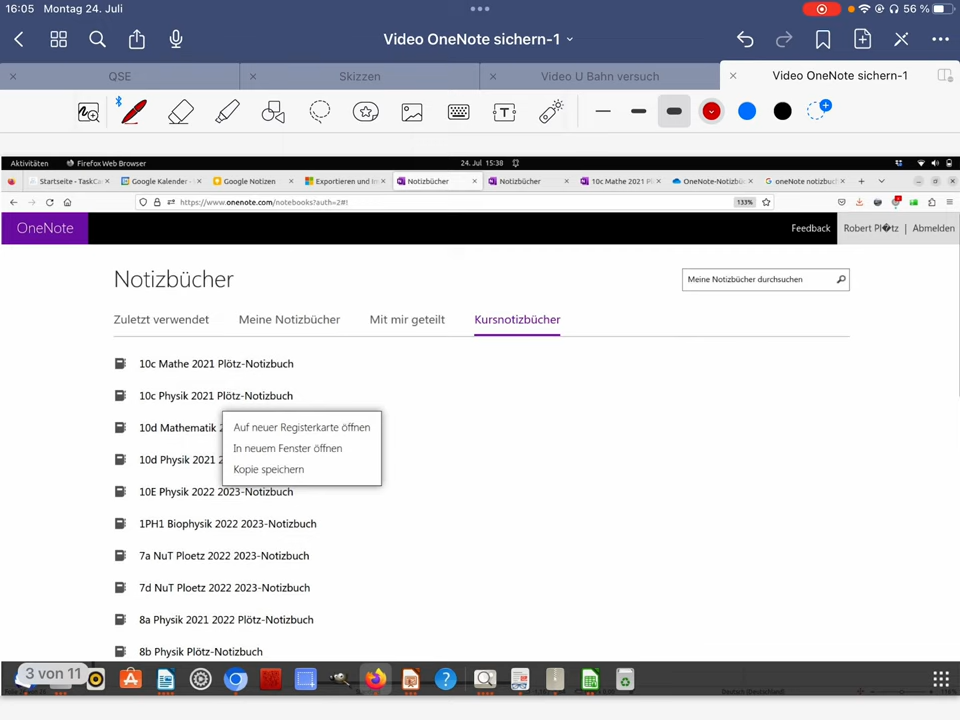 16:05 Montag 24. Juli
56 %
Video OneNote sichern-1
QSE
Skizzen
Video U Bahn versuch
Video OneNote sichern-1
Aktivitäten Firefox Web Browser 24. Jul 15:38
Startseite - TaskCa
Google Kalender -
Google Notizen
Exportieren und Im
Notizbücher
Notizbücher
10c Mathe 2021 Pl
OneNote-Notizbü
oneNote notizbuc
https://www.onenote.com/notebooks?auth=2#!
133%
OneNote
Feedback Robert Pl�tz | Abmelden
Notizbücher
Meine Notizbücher durchsuchen
Zuletzt verwendet Meine Notizbücher Mit mir geteilt Kursnotizbücher
10c Mathe 2021 Plötz-Notizbuch
10c Physik 2021 Plötz-Notizbuch
10d Mathematik 2
Auf neuer Registerkarte öffnen
In neuem Fenster öffnen
10d Physik 2021 2
Kopie speichern
10E Physik 2022 2023-Notizbuch
1PH1 Biophysik 2022 2023-Notizbuch
7a NuT Ploetz 2022 2023-Notizbuch
7d NuT Ploetz 2022 2023-Notizbuch
8a Physik 2021 2022 Plötz-Notizbuch
8b Physik Plötz-Notizbuch
3 von 11